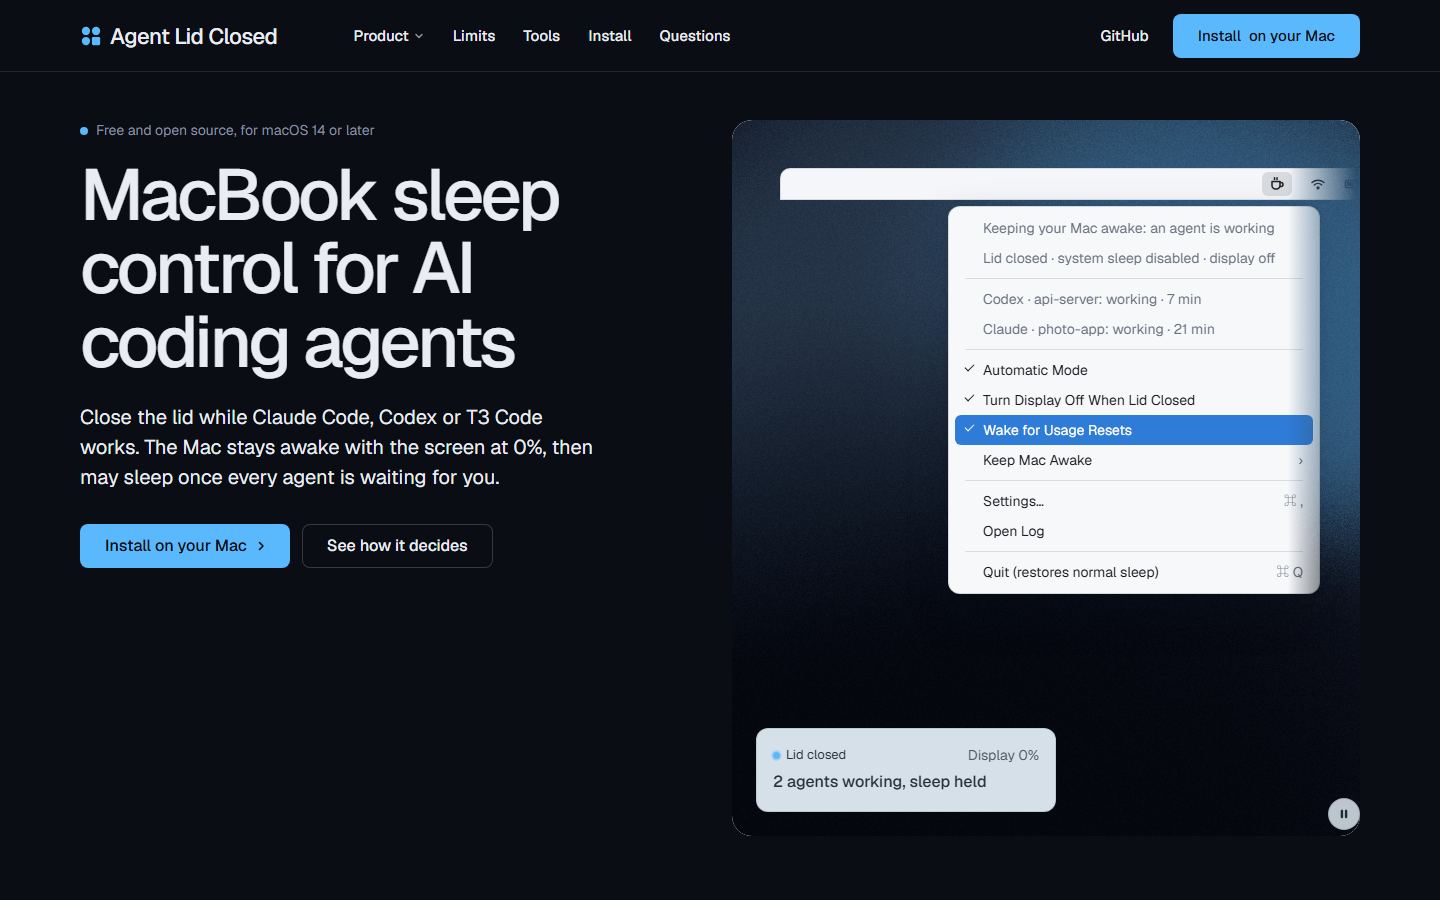 Agent Lid Closed
Product
Limits
Tools
Install
Questions
GitHub
Install on your Mac
Free and open source, for macOS 14 or later
MacBook sleep
control for AI
coding agents
Close the lid while Claude Code, Codex or T3 Code
works. The Mac stays awake with the screen at 0%, then
may sleep once every agent is waiting for you.
Install on your Mac
See how it decides
Keeping your Mac awake: an agent is working
Lid closed · system sleep disabled · display off
Codex · api-server: working · 7 min
Claude · photo-app: working · 21 min
Automatic Mode
Turn Display Off When Lid Closed
Wake for Usage Resets
Keep Mac Awake
Settings... ⌘ ,
Open Log
Quit (restores normal sleep) ⌘ Q
Lid closed Display 0%
2 agents working, sleep held